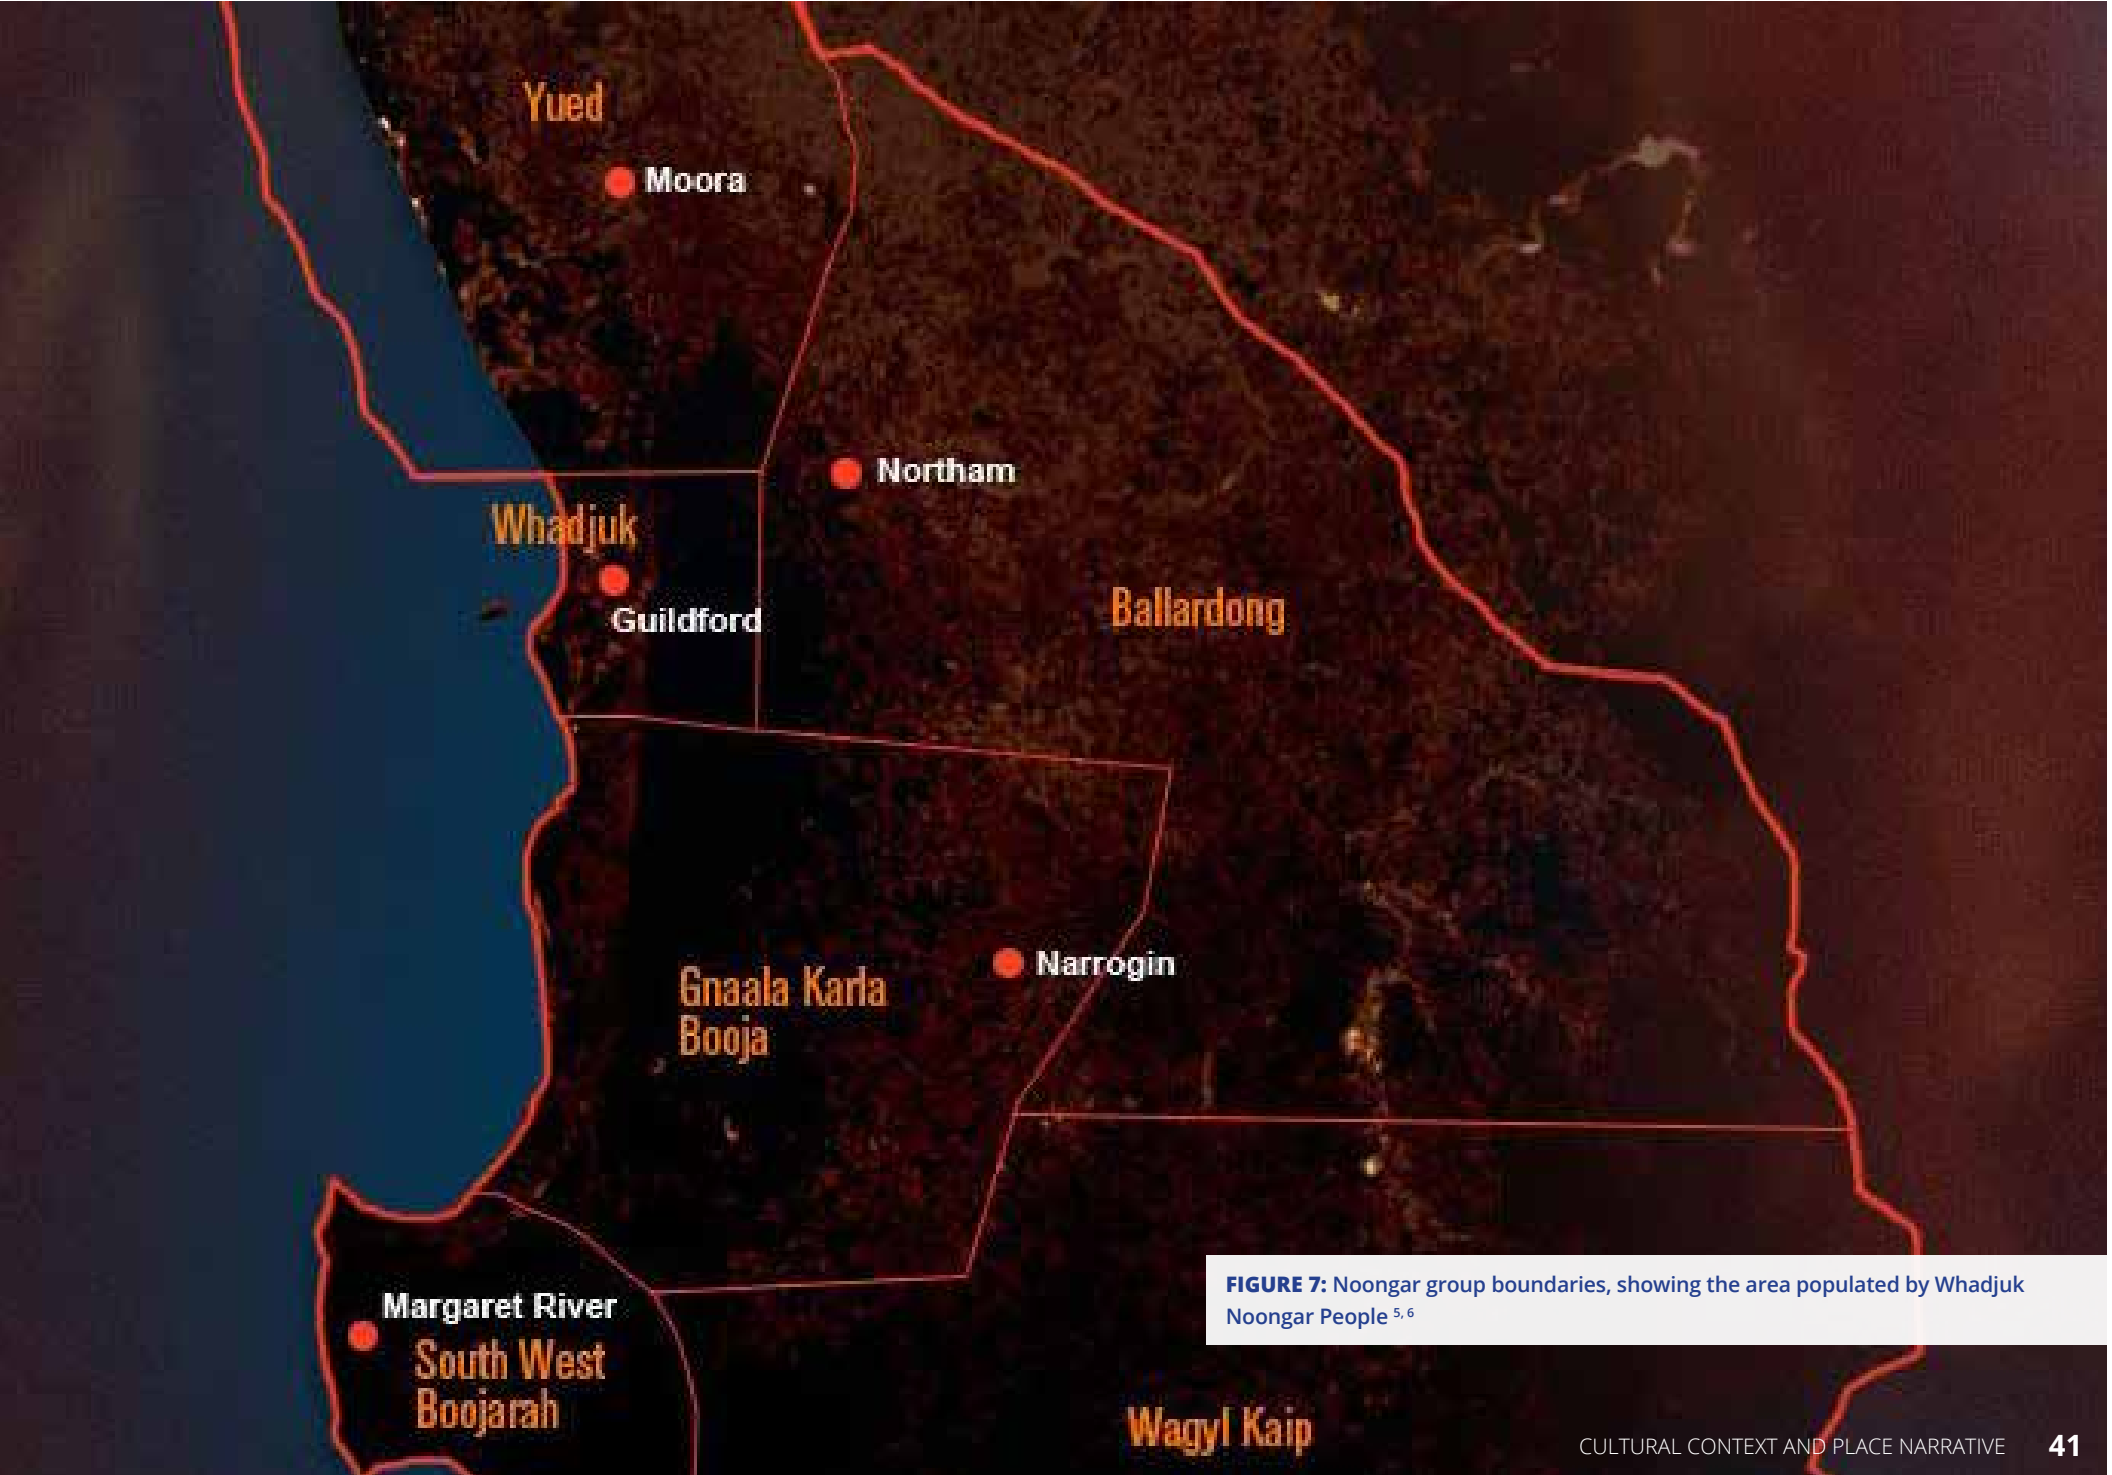 Yued
Moora
Northam
Whadjuk
Guildford
Ballardong
Narrogin
Gnaala Karla
Booja
Margaret River
South West
Boojarah
FIGURE 7: Noongar group boundaries, showing the area populated by Whadjuk
Noongar People 5, 6
Wagyl Kaip
CULTURAL CONTEXT AND PLACE NARRATIVE 41